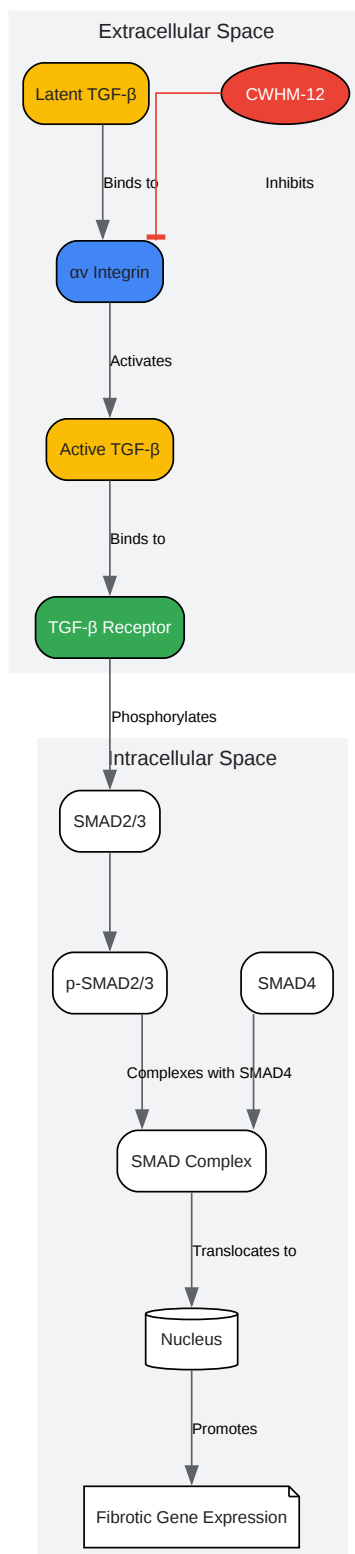 Extracellular Space
Latent TGF-β
CWHM-12
Binds to
Inhibits
αv Integrin
Activates
Active TGF-β
Binds to
TGF-β Receptor
Phosphorylates
Intracellular Space
SMAD2/3
p-SMAD2/3
SMAD4
Complexes with SMAD4
SMAD Complex
Translocates to
Nucleus
Promotes
Fibrotic Gene Expression